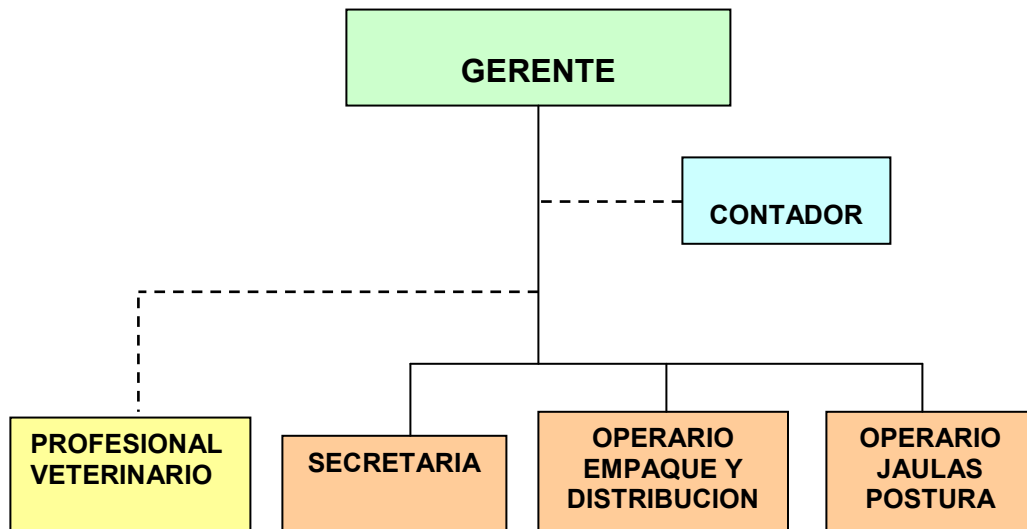 GERENTE
CONTADOR
PROFESIONAL
VETERINARIO
SECRETARIA
OPERARIO
EMPAQUE Y
DISTRIBUCION
OPERARIO
JAULAS
POSTURA